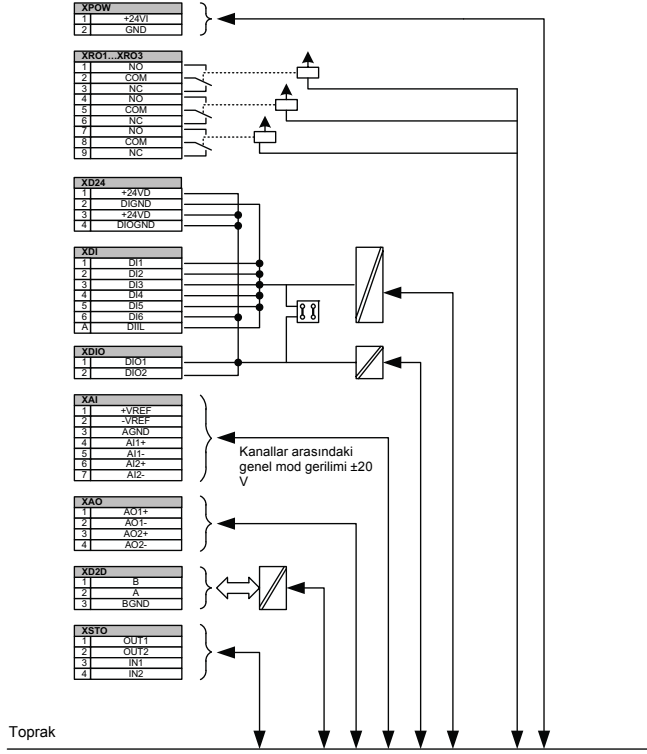 XPOW
1 +24VI
2 GND
XRO1…XRO3
1 NO
2 COM
3 NC
4 NO
5 COM
6 NC
7 NO
8 COM
9 NC
XD24
1 +24VD
2 DIGND
3 +24VD
4 DIOGND
XDI
1 DI1
2 DI2
3 DI3
4 DI4
5 DI5
6 DI6
A DIIL
XDIO
1 DIO1
2 DIO2
XAI
1 +VREF
2 -VREF
3 AGND
4 AI1+
5 AI1-
6 AI2+
7 AI2-
Kanallar arasındaki
genel mod gerilimi ±20
V
XAO
1 AO1+
2 AO1-
3 AO2+
4 AO2-
XD2D
1 B
2 A
3 BGND
XSTO
1 OUT1
2 OUT2
3 IN1
4 IN2
Toprak